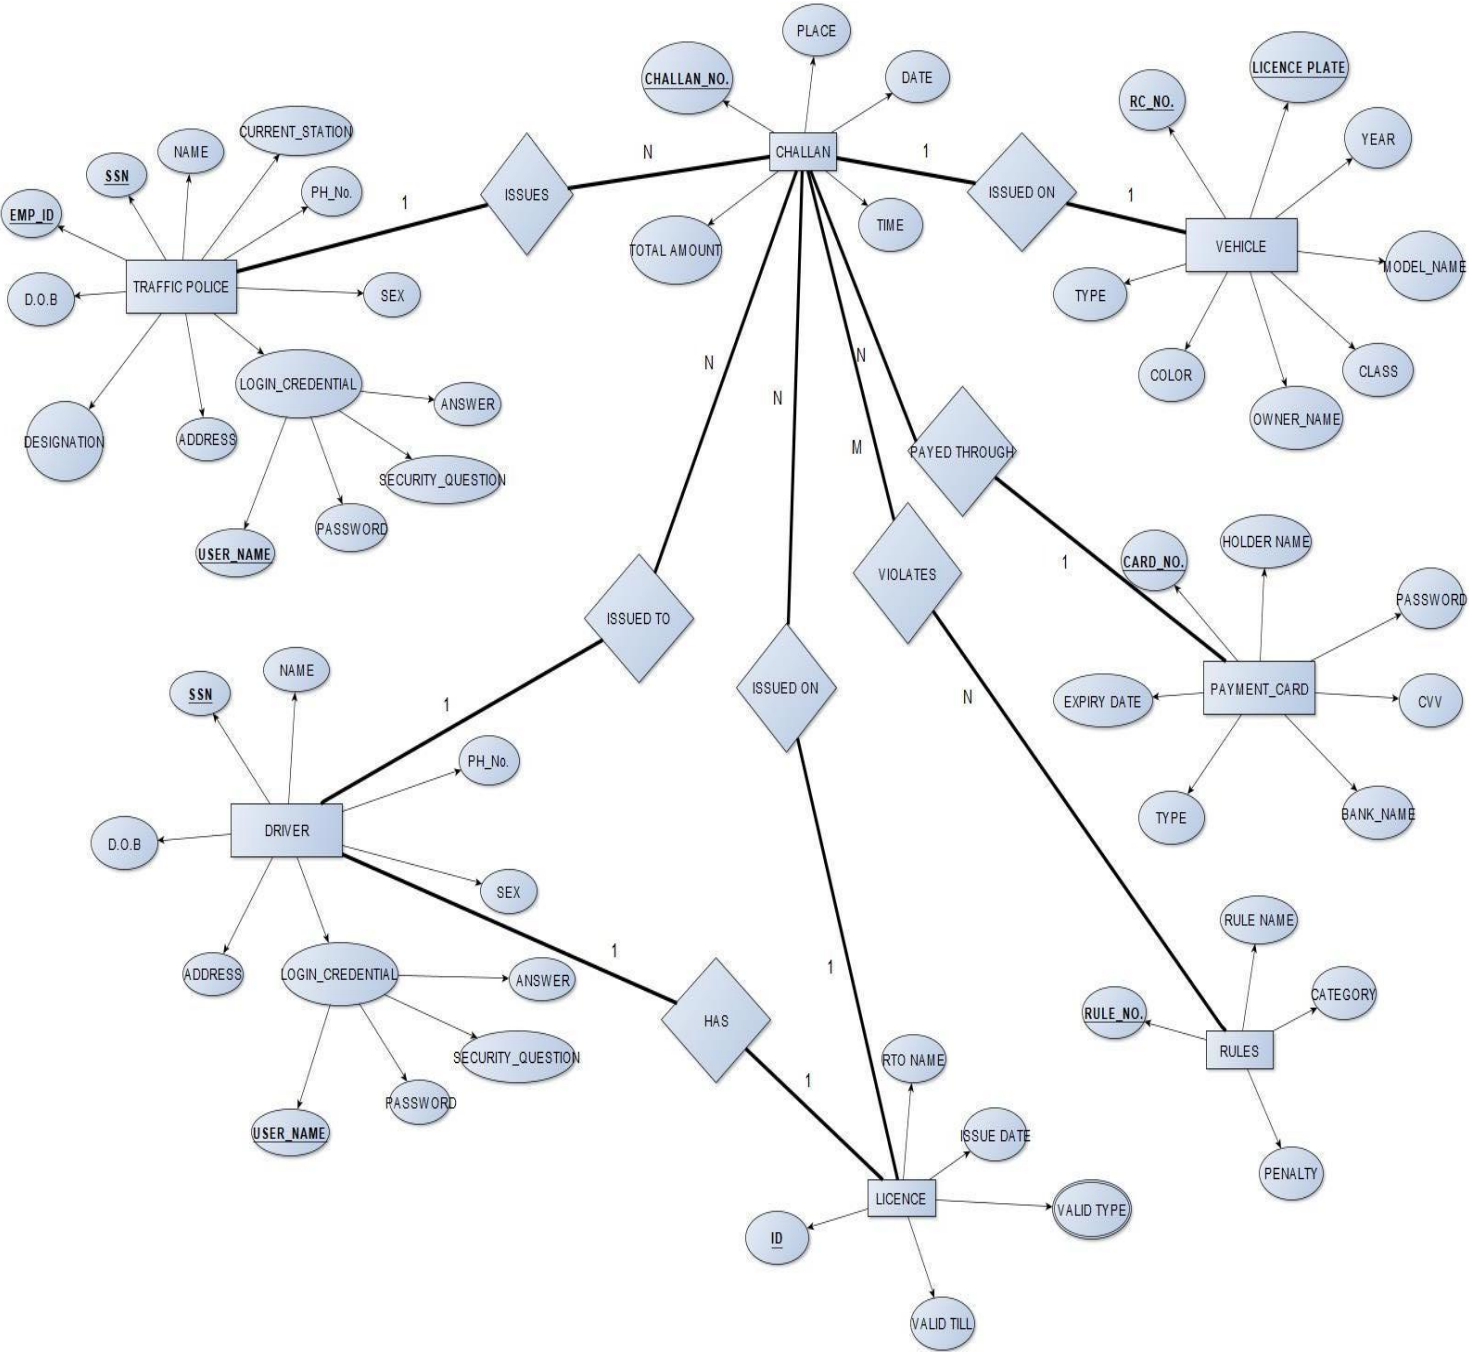 PLACE
CHALLAN_NO.
DATE
LICENCE PLATE
RC_NO.
YEAR
CURRENT_STATION
NAME
SSN
PH_No.
EMP_ID
N
CHALLAN
1
ISSUED ON
1
ISSUES
1
TIME
TOTAL AMOUNT
VEHICLE
MODEL_NAME
TYPE
COLOR
CLASS
OWNER_NAME
TRAFFIC POLICE
D.O.B
SEX
LOGIN_CREDENTIAL
ANSWER
DESIGNATION
ADDRESS
SECURITY_QUESTION
PASSWORD
USER_NAME
N
N
N
M
PAYED THROUGH
1
VIOLATES
N
CARD_NO.
HOLDER NAME
PASSWORD
EXPIRY DATE
PAYMENT_CARD
CVV
TYPE
BANK_NAME
ISSUED TO
1
ISSUED ON
1
SSN
NAME
PH_No.
DRIVER
D.O.B
SEX
ADDRESS
LOGIN_CREDENTIAL
ANSWER
SECURITY_QUESTION
PASSWORD
USER_NAME
1
HAS
1
RULE NAME
CATEGORY
RULE_NO.
RULES
PENALTY
RTO NAME
ISSUE DATE
LICENCE
VALID TYPE
ID
VALID TILL